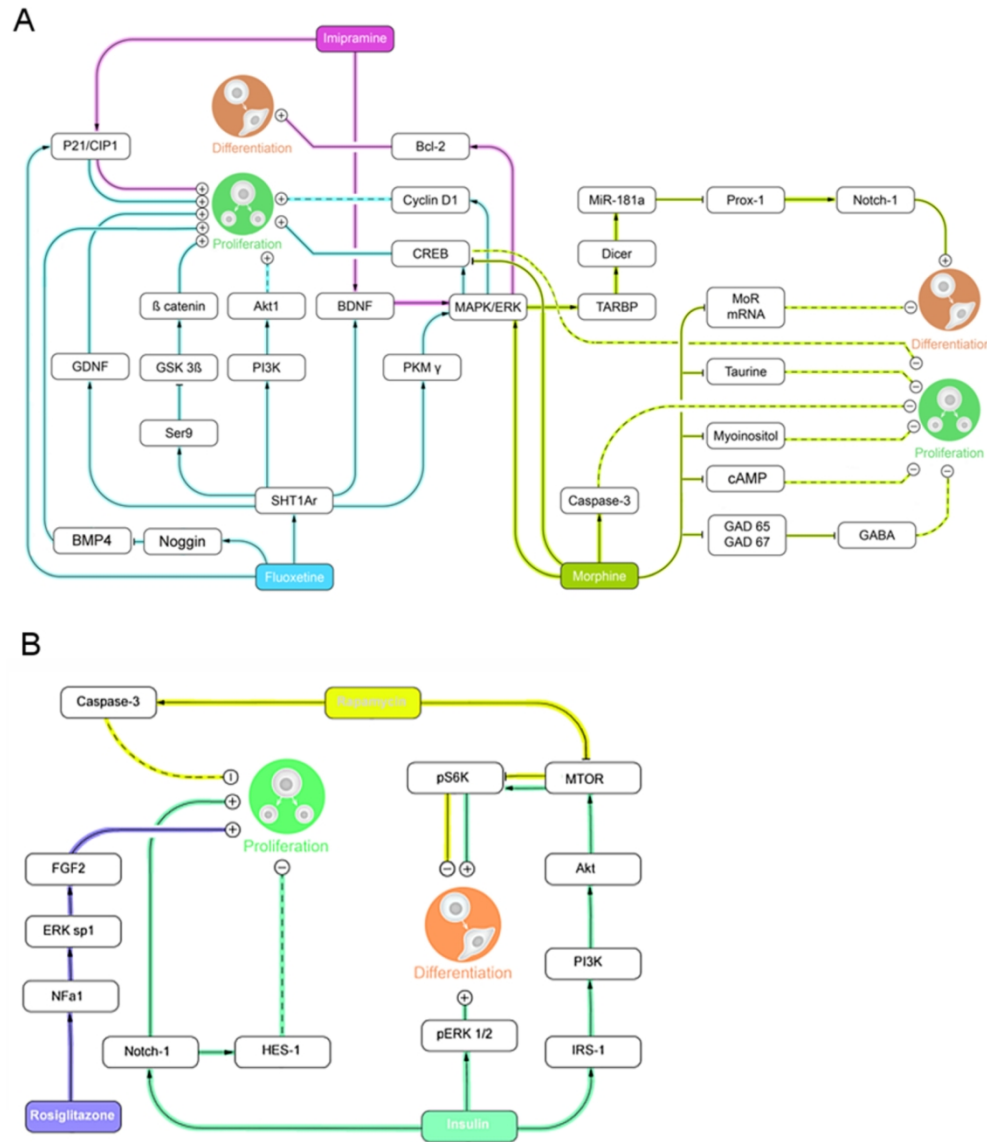 A
Imipramine
P21/CIP1
Differentiation
Bcl-2
Proliferation
Cyclin D1
MiR-181a
Prox-1
Notch-1
CREB
Dicer
ß catenin
Akt1
BDNF
MAPK/ERK
TARBP
MoR
mRNA
Differentiation
GDNF
GSK 3ß
PI3K
PKM γ
Taurine
Ser9
Myoinositol
Proliferation
SHT1Ar
Caspase-3
cAMP
BMP4
Noggin
GAD 65
GAD 67
GABA
Fluoxetine
Morphine
B
Caspase-3
Rapamycin
pS6K
MTOR
Proliferation
FGF2
Akt
ERK sp1
Differentiation
PI3K
NFa1
pERK 1/2
Notch-1
HES-1
IRS-1
Rosiglitazone
Insulin